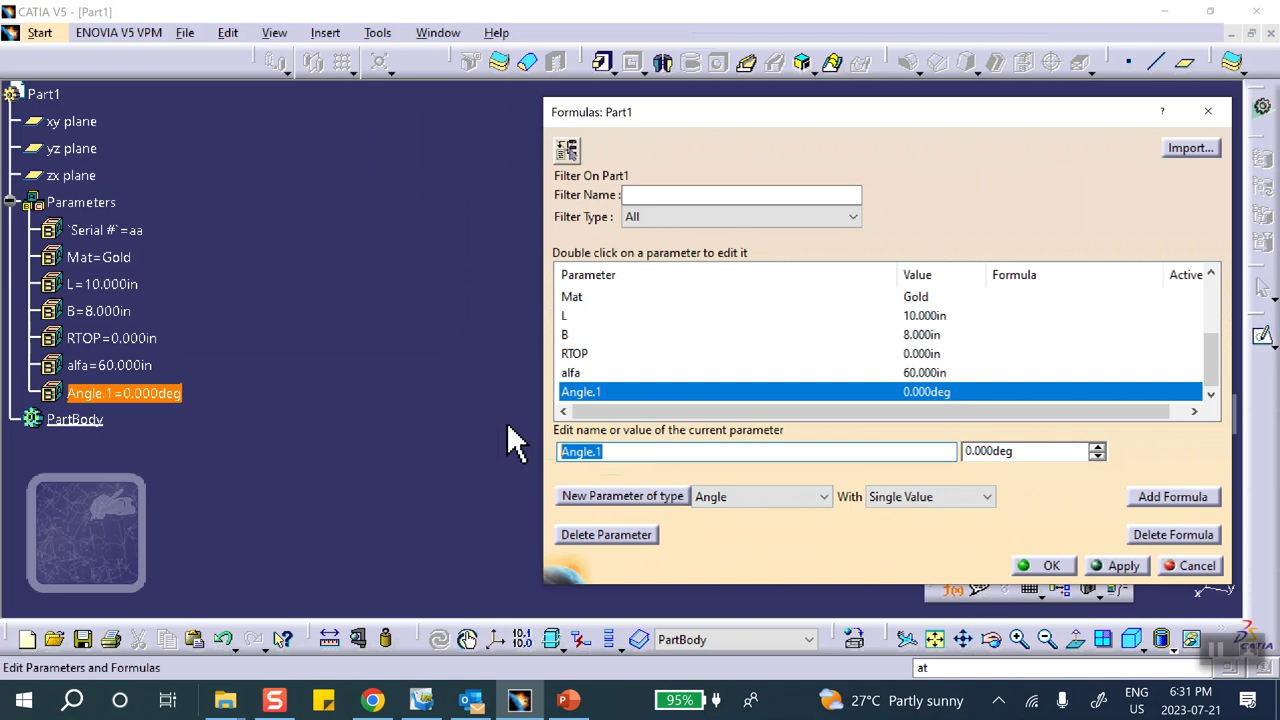 CATIA V5 - [Part1]
Start ENOVIA V5 VPM File Edit View Insert Tools Window Help
Part1
xy plane
yz plane
zx plane
Parameters
`Serial #`=aa
Mat=Gold
L=10.000in
B=8.000in
RTOP=0.000in
alfa=60.000in
Angle.1=0.000deg
PartBody
Formulas: Part1
Import...
Filter On Part1
Filter Name :
Filter Type : All
Double click on a parameter to edit it
Parameter Value Formula Active
Mat Gold
L 10.000in
B 8.000in
RTOP 0.000in
alfa 60.000in
Angle.1 0.000deg
Edit name or value of the current parameter
Angle.1 0.000deg
New Parameter of type Angle With Single Value Add Formula
Delete Parameter Delete Formula
OK Apply Cancel
PartBody
Edit Parameters and Formulas at
95% 27°C Partly sunny ENG US 6:31 PM 2023-07-21